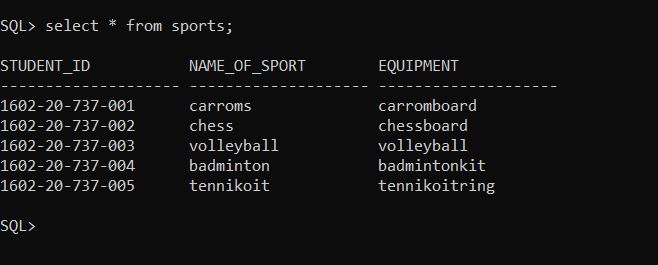 SQL> select * from sports;
STUDENT_ID NAME_OF_SPORT EQUIPMENT
-------------------- -------------------- --------------------
1602-20-737-001 carroms carromboard
1602-20-737-002 chess chessboard
1602-20-737-003 volleyball volleyball
1602-20-737-004 badminton badmintonkit
1602-20-737-005 tennikoit tennikoitring
SQL>